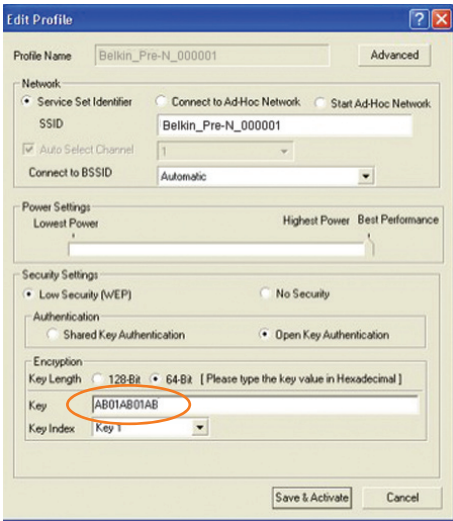 Edit Profile
Profile Name Belkin_Pre-N_000001 Advanced
Network
Service Set Identifier Connect to Ad-Hoc Network Start Ad-Hoc Network
SSID Belkin_Pre-N_000001
Auto Select Channel 1
Connect to BSSID Automatic
Power Settings
Lowest Power Highest Power Best Performance
Security Settings
Low Security (WEP) No Security
Authentication
Shared Key Authentication Open Key Authentication
Encryption
Key Length 128-Bit 64-Bit [ Please type the key value in Hexadecimal ]
Key AB01AB01AB
Key Index Key 1
Save & Activate Cancel